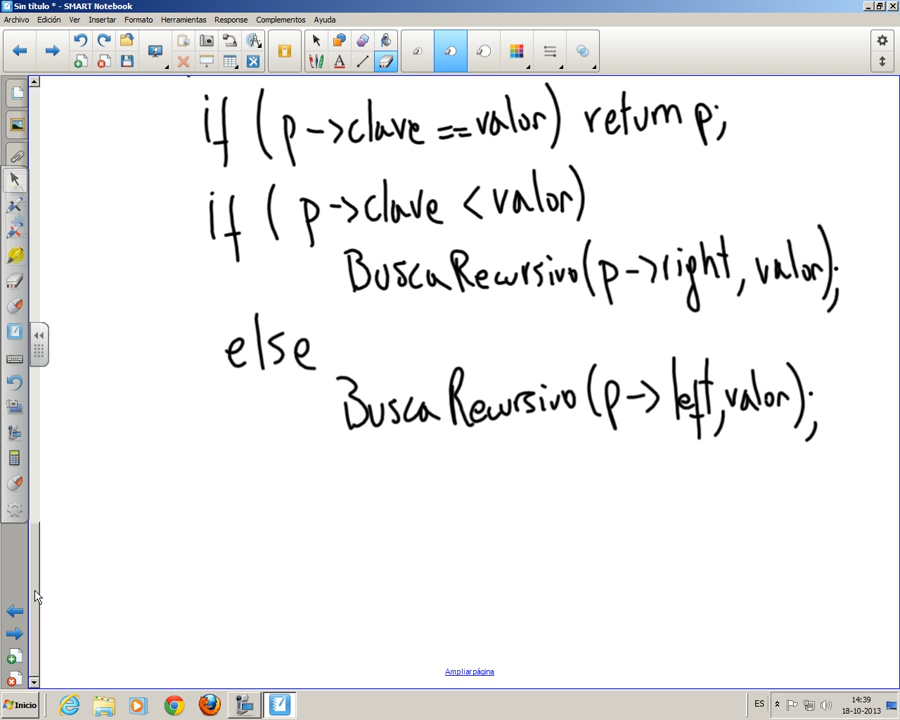 Sin título * - SMART Notebook
Archivo Edición Ver Insertar Formato Herramientas Response Complementos Ayuda
if (p->clave == valor) return p;
if (p->clave < valor)
BuscaRecursivo(p->right, valor);
else
BuscaRecursivo(p->left, valor);
Ampliar página
Inicio
ES
14:39
18-10-2013